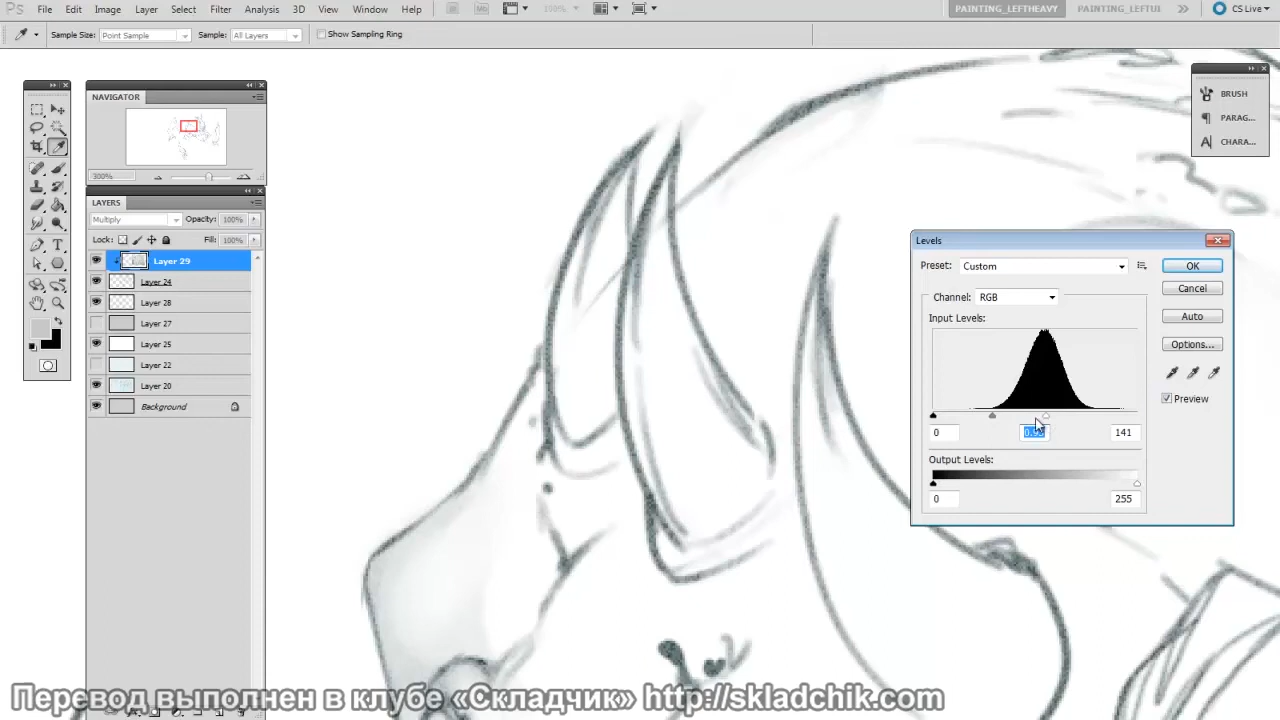 Ps File Edit Image Layer Select Filter Analysis 3D View Window Help Mb 100% PAINTING_LEFTHEAVY PAINTING_LEFTUI CS Live
Sample Size: Point Sample Sample: All Layers Show Sampling Ring
NAVIGATOR
300%
LAYERS
Multiply Opacity: 100%
Lock: Fill: 100%
Layer 29
Layer 24
Layer 28
Layer 27
Layer 25
Layer 22
Layer 20
Background
BRUSH
PARAG...
CHARA...
Levels
Preset: Custom OK
Cancel
Channel: RGB
Input Levels: Auto
Options...
Preview
0 141
Output Levels:
0 255
Перевод выполнен в клубе «Складчик» http://skladchik.com